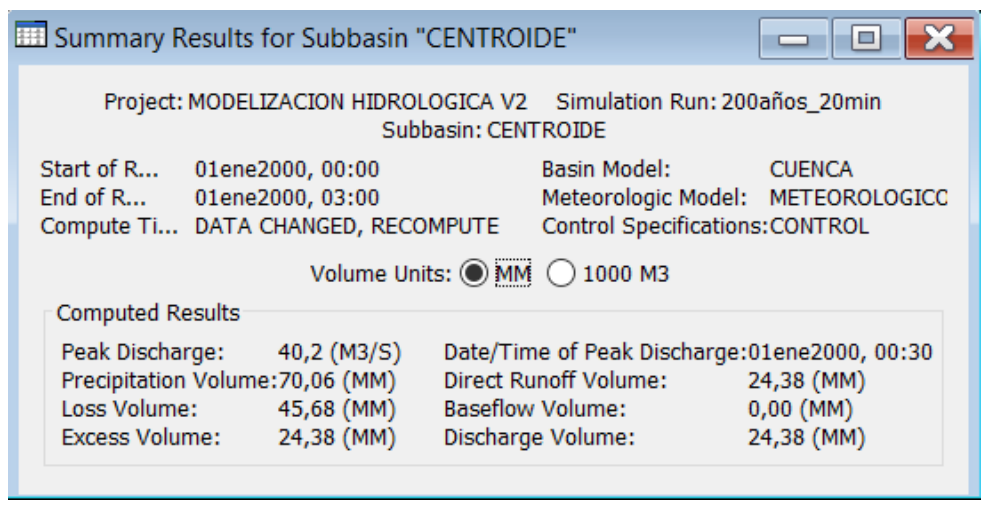 Summary Results for Subbasin "CENTROIDE"
Project: MODELIZACION HIDROLOGICA V2 Simulation Run: 200años_20min
Subbasin: CENTROIDE
Start of R... 01ene2000, 00:00 Basin Model: CUENCA
End of R... 01ene2000, 03:00 Meteorologic Model: METEOROLOGICO
Compute Ti... DATA CHANGED, RECOMPUTE Control Specifications:CONTROL
Volume Units: MM 1000 M3
Computed Results
Peak Discharge: 40,2 (M3/S) Date/Time of Peak Discharge:01ene2000, 00:30
Precipitation Volume:70,06 (MM) Direct Runoff Volume: 24,38 (MM)
Loss Volume: 45,68 (MM) Baseflow Volume: 0,00 (MM)
Excess Volume: 24,38 (MM) Discharge Volume: 24,38 (MM)